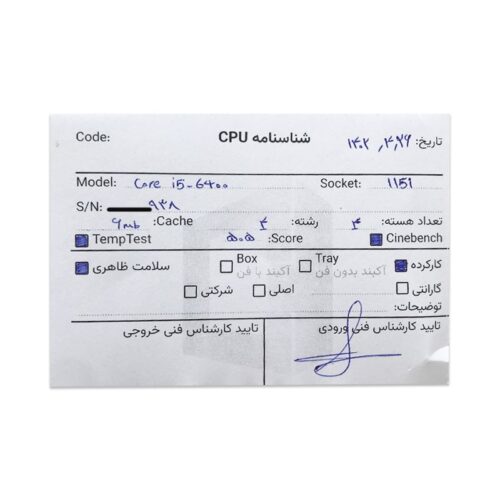 Code: شناسنامه CPU تاریخ: ۱۴۰۲,۴,۲۶
Model: Core i5-6400 Socket: 1151
S/N: ۹۳۸
تعداد هسته: ۴ رشته: ۴ Cache: 6mb
Cinebench Score: ۵۰۵ TempTest
کارکرده Tray آکبند بدون فن Box آکبند با فن سلامت ظاهری
گارانتی اصلی شرکتی
توضیحات:
تایید کارشناس فنی ورودی تایید کارشناس فنی خروجی